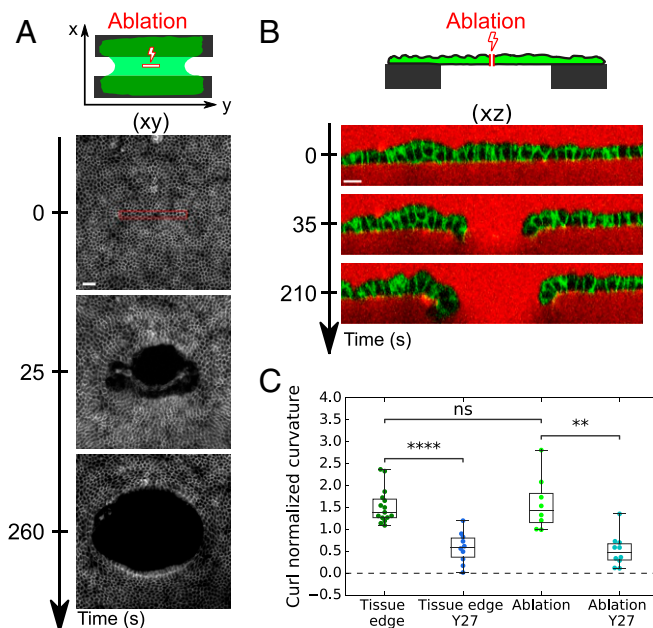 A
Ablation
x
y
(xy)
0
25
260
Time (s)
B
Ablation
(xz)
0
35
210
Time (s)
C
Curl normalized curvature
4.0
3.5
3.0
2.5
2.0
1.5
1.0
0.5
0.0
−0.5
ns
****
**
Tissue edge
Tissue edge Y27
Ablation
Ablation Y27